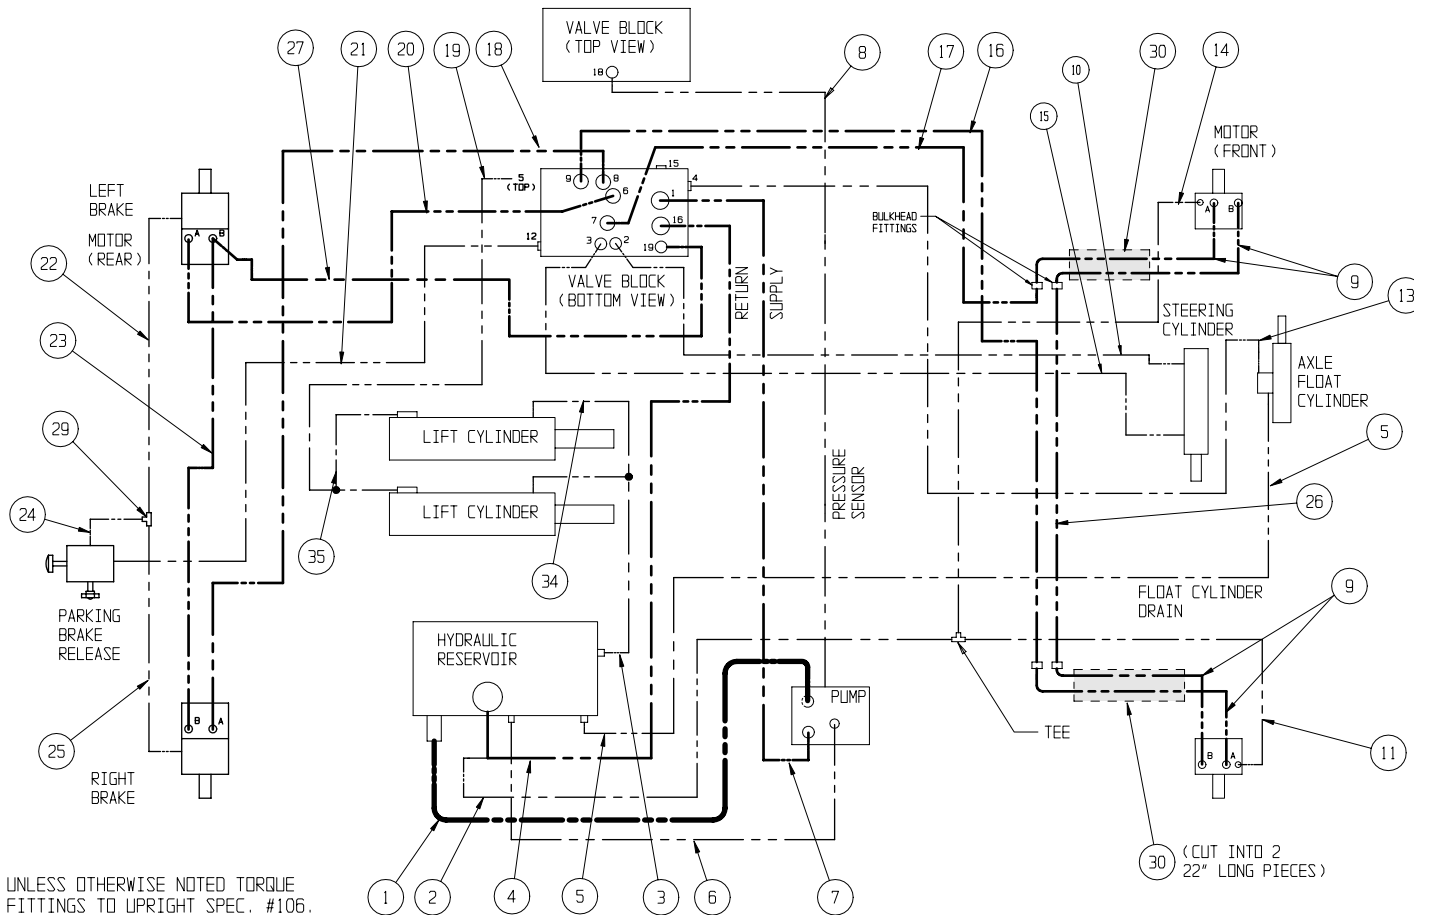 VALVE BLOCK
(TOP VIEW)
18
27
21
20
19
18
8
17
16
10
30
14
15
MOTOR
(FRONT)
A
B
LEFT
BRAKE
MOTOR
(REAR)
A
B
5
(TOP)
9
8
6
7
3
2
15
4
1
16
19
12
VALVE BLOCK
(BOTTOM VIEW)
RETURN
SUPPLY
BULKHEAD
FITTINGS
9
13
STEERING
CYLINDER
AXLE
FLOAT
CYLINDER
22
23
29
24
LIFT CYLINDER
LIFT CYLINDER
35
34
PRESSURE
SENSOR
5
26
PARKING
BRAKE
RELEASE
FLOAT CYLINDER
DRAIN
9
HYDRAULIC
RESERVOIR
PUMP
25
B
A
RIGHT
BRAKE
TEE
B
A
11
30
(CUT INTO 2
22" LONG PIECES)
1
2
4
5
3
6
7
UNLESS OTHERWISE NOTED TORQUE
FITTINGS TO UPRIGHT SPEC. #106.